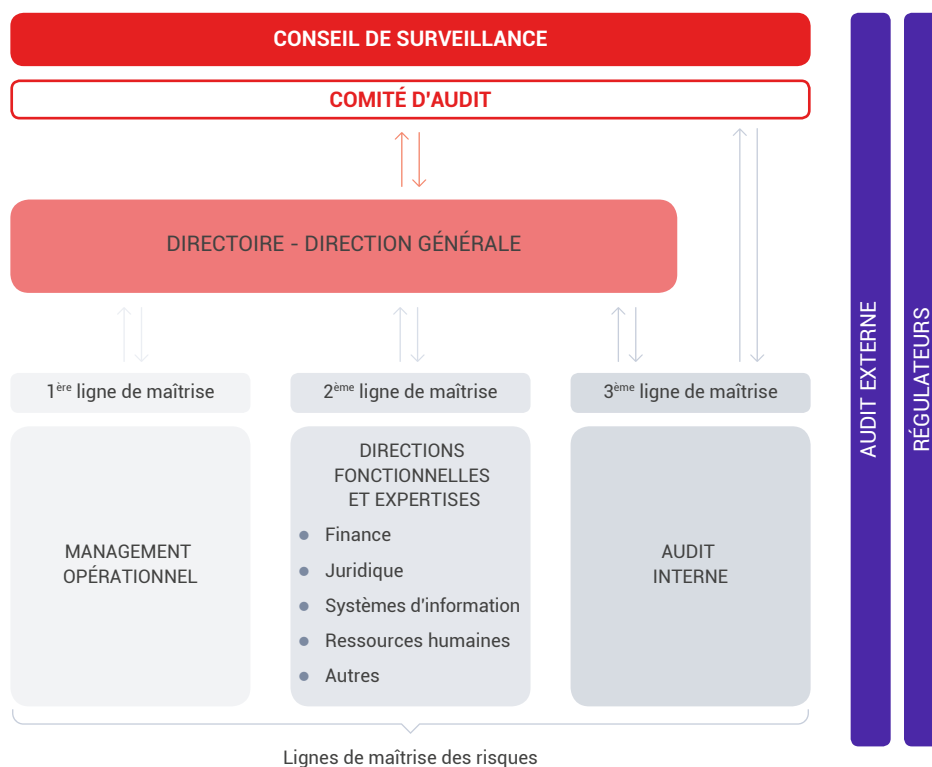 CONSEIL DE SURVEILLANCE
COMITÉ D'AUDIT
DIRECTOIRE - DIRECTION GÉNÉRALE
1ère ligne de maîtrise
2ème ligne de maîtrise
3ème ligne de maîtrise
MANAGEMENT
OPÉRATIONNEL
DIRECTIONS
FONCTIONNELLES
ET EXPERTISES
Finance
Juridique
Systèmes d'information
Ressources humaines
Autres
AUDIT
INTERNE
Lignes de maîtrise des risques
AUDIT EXTERNE
RÉGULATEURS